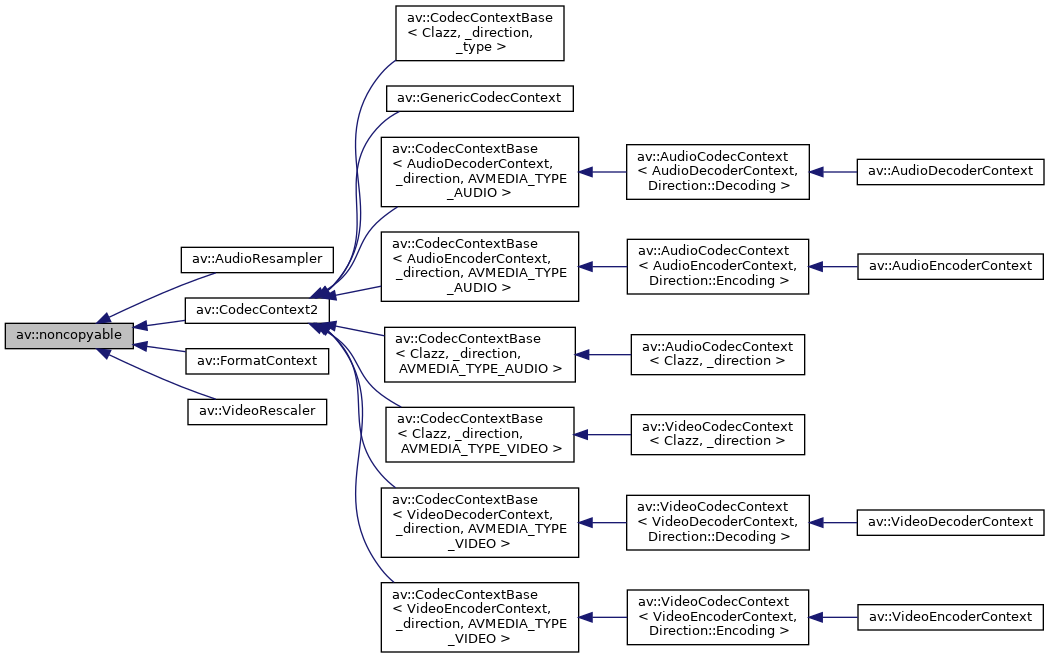 av::noncopyable
av::AudioResampler
av::CodecContext2
av::FormatContext
av::VideoRescaler
av::CodecContextBase
< Clazz, _direction,
_type >
av::GenericCodecContext
av::CodecContextBase
< AudioDecoderContext,
_direction, AVMEDIA_TYPE
_AUDIO >
av::CodecContextBase
< AudioEncoderContext,
_direction, AVMEDIA_TYPE
_AUDIO >
av::CodecContextBase
< Clazz, _direction,
AVMEDIA_TYPE_AUDIO >
av::CodecContextBase
< Clazz, _direction,
AVMEDIA_TYPE_VIDEO >
av::CodecContextBase
< VideoDecoderContext,
_direction, AVMEDIA_TYPE
_VIDEO >
av::CodecContextBase
< VideoEncoderContext,
_direction, AVMEDIA_TYPE
_VIDEO >
av::AudioCodecContext
< AudioDecoderContext,
Direction::Decoding >
av::AudioCodecContext
< AudioEncoderContext,
Direction::Encoding >
av::AudioCodecContext
< Clazz, _direction >
av::VideoCodecContext
< Clazz, _direction >
av::VideoCodecContext
< VideoDecoderContext,
Direction::Decoding >
av::VideoCodecContext
< VideoEncoderContext,
Direction::Encoding >
av::AudioDecoderContext
av::AudioEncoderContext
av::VideoDecoderContext
av::VideoEncoderContext